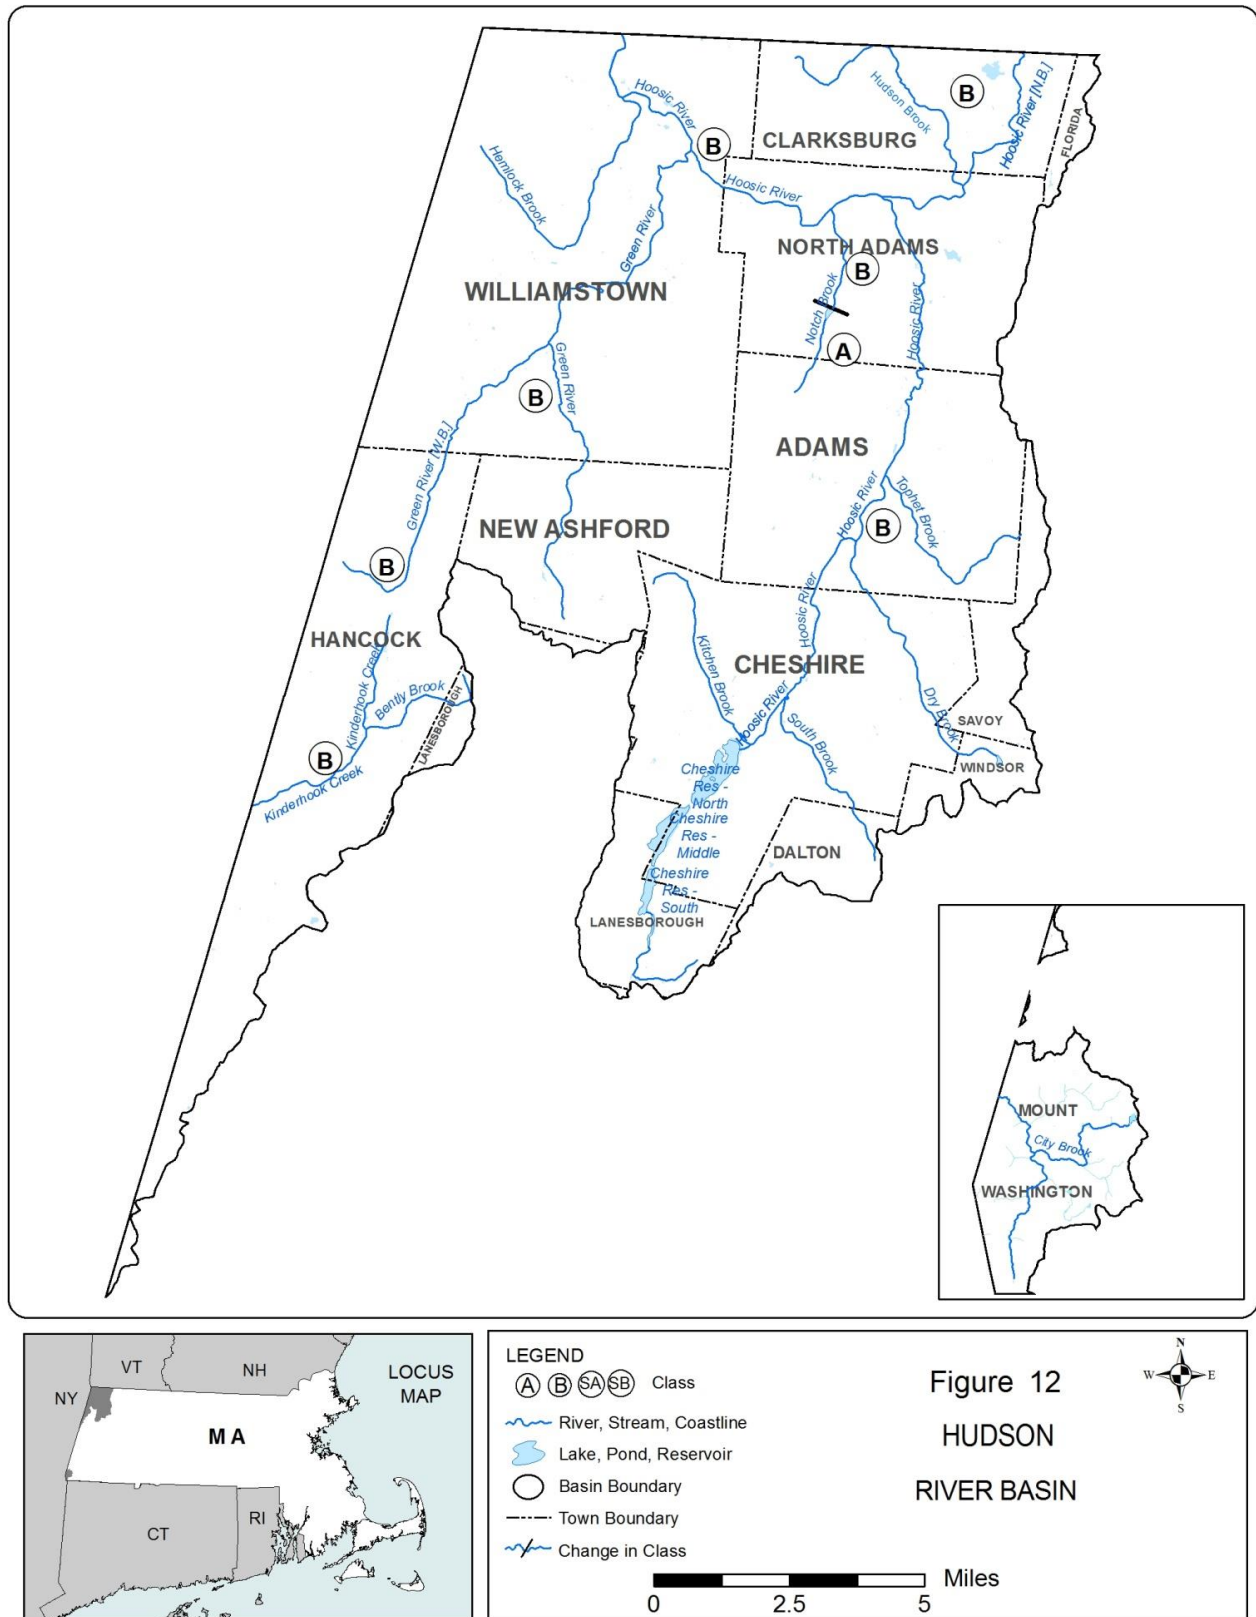 Hoosic River
Hudson Brook
B
Hoosic River [N.B.]
FLORIDA
CLARKSBURG
B
Hemlock Brook
Hoosic River
Green River
NORTH ADAMS
B
WILLIAMSTOWN
Notch Brook
Hoosic River
A
Green River
B
ADAMS
Green River [W.B.]
Hoosic River
Tophet Brook
NEW ASHFORD
B
B
Hoosic River
HANCOCK
Kinderhook Creek
Kitchen Brook
CHESHIRE
Bently Brook
LANESBOROUGH
Hoosic River
Dry Brook
SAVOY
South Brook
WINDSOR
B
Kinderhook Creek
Cheshire
Res -
North
Cheshire
Res -
Middle
DALTON
Cheshire
Res -
South
LANESBOROUGH
MOUNT
City Brook
WASHINGTON
VT
NH
LOCUS
MAP
NY
MA
CT
RI
LEGEND
A B SA SB Class
River, Stream, Coastline
Lake, Pond, Reservoir
Basin Boundary
Town Boundary
Change in Class
Figure 12
HUDSON
RIVER BASIN
N
W E
S
Miles
0 2.5 5